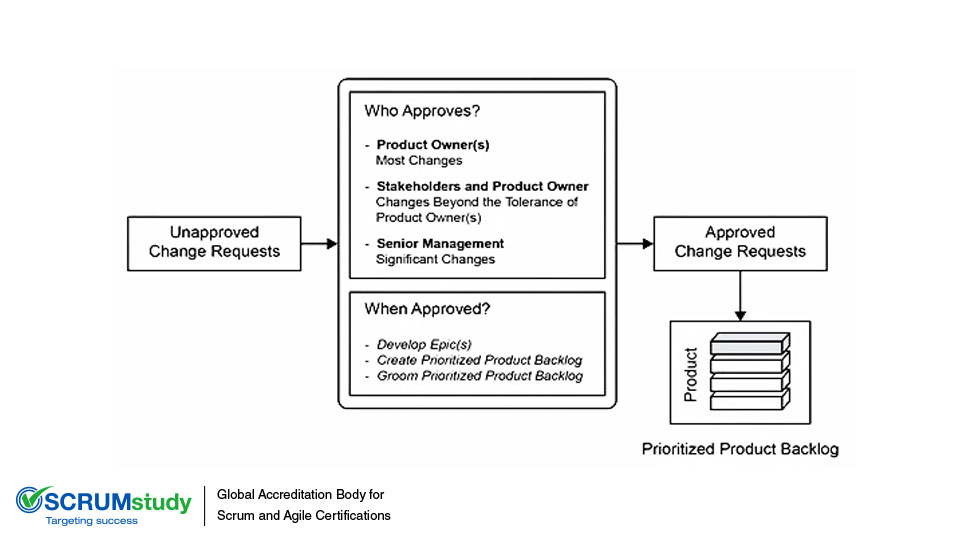 Unapproved
Change Requests
Who Approves?
- Product Owner(s)
Most Changes
- Stakeholders and Product Owner
Changes Beyond the Tolerance of
Product Owner(s)
- Senior Management
Significant Changes
When Approved?
- Develop Epic(s)
- Create Prioritized Product Backlog
- Groom Prioritized Product Backlog
Approved
Change Requests
Product
Prioritized Product Backlog
SCRUMstudy
Targeting success
Global Accreditation Body for
Scrum and Agile Certifications